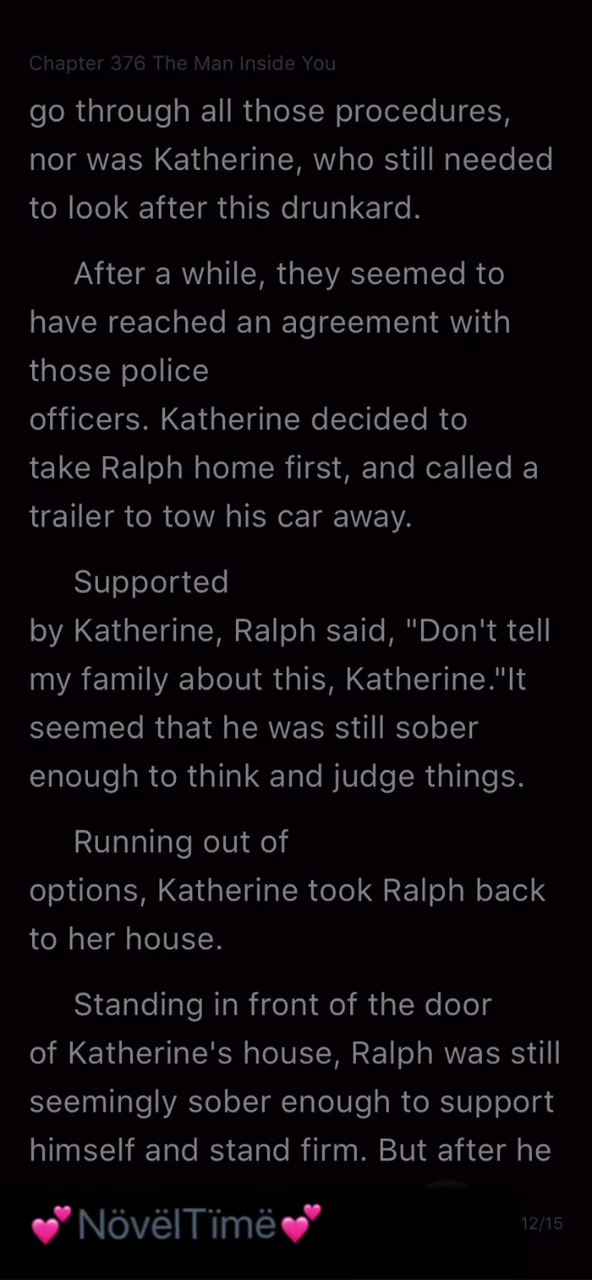 Chapter 376 The Man Inside You
go through all those procedures,
nor was Katherine, who still needed
to look after this drunkard.
After a while, they seemed to
have reached an agreement with
those police
officers. Katherine decided to
take Ralph home first, and called a
trailer to tow his car away.
Supported
by Katherine, Ralph said, "Don't tell
my family about this, Katherine."It
seemed that he was still sober
enough to think and judge things.
Running out of
options, Katherine took Ralph back
to her house.
Standing in front of the door
of Katherine's house, Ralph was still
seemingly sober enough to support
himself and stand firm. But after he
💕NövëlTïmë💕
12/15